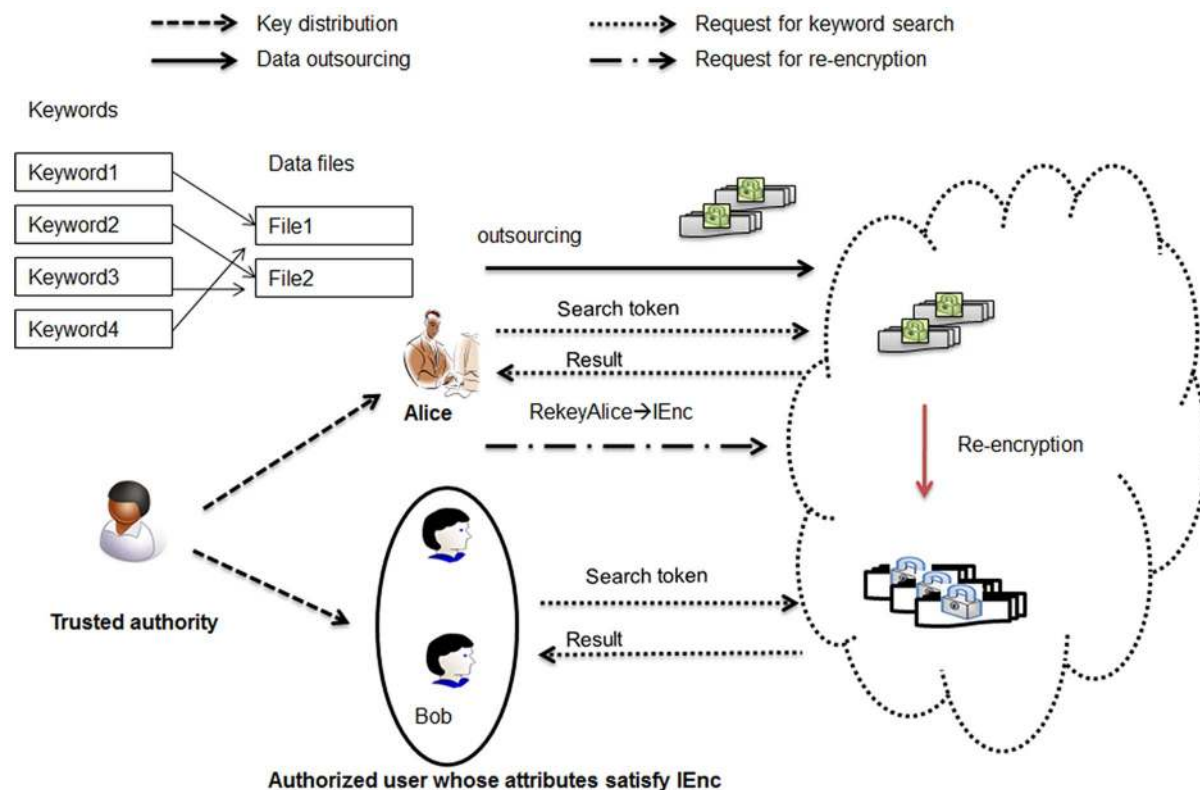 Key distribution
Request for keyword search
Data outsourcing
Request for re-encryption
Keywords
Keyword1
Keyword2
Keyword3
Keyword4
Data files
File1
File2
outsourcing
Search token
Result
Alice
RekeyAlice→IEnc
Re-encryption
Trusted authority
Search token
Result
Bob
Authorized user whose attributes satisfy IEnc